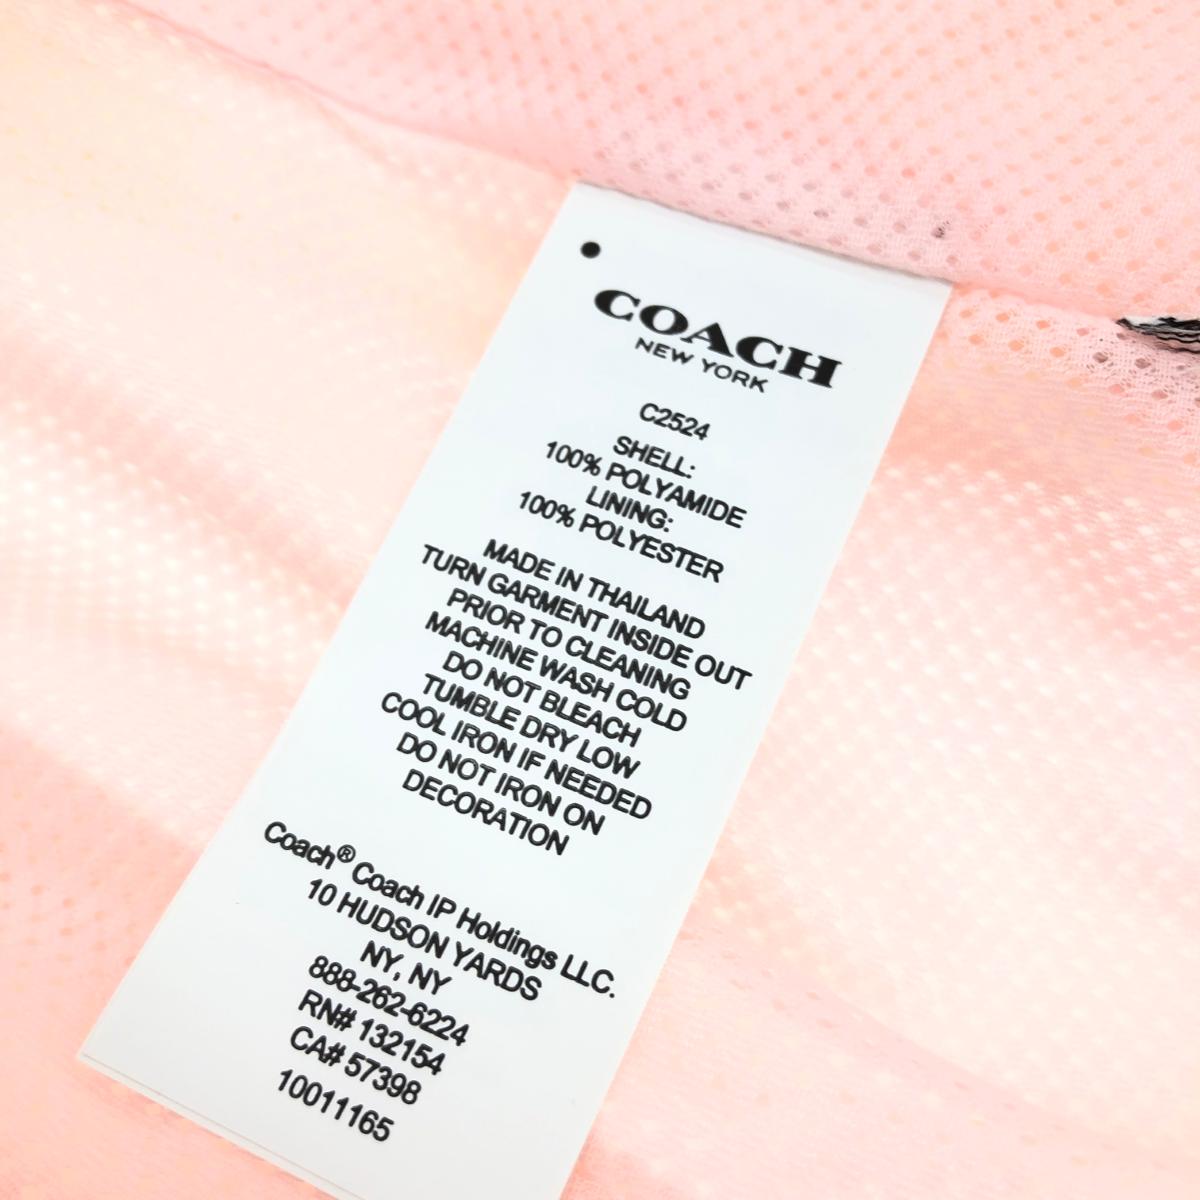 COACH
NEW YORK
C2524
SHELL:
100% POLYAMIDE
LINING:
100% POLYESTER
MADE IN THAILAND
TURN GARMENT INSIDE OUT
PRIOR TO CLEANING
MACHINE WASH COLD
DO NOT BLEACH
TUMBLE DRY LOW
COOL IRON IF NEEDED
DO NOT IRON ON
DECORATION
Coach® Coach IP Holdings LLC.
10 HUDSON YARDS
NY, NY
888-262-6224
RN# 132154
CA# 57398
10011165